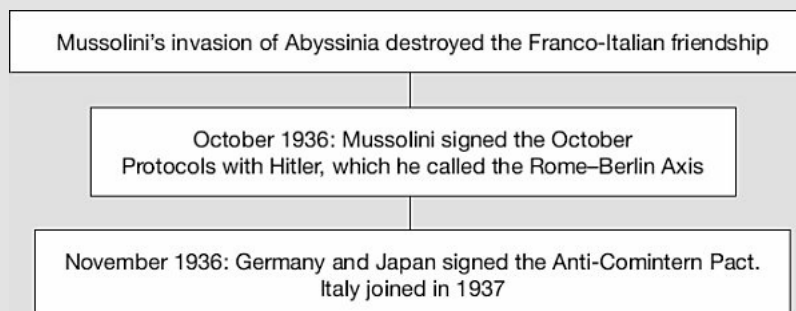 Mussolini's invasion of Abyssinia destroyed the Franco-Italian friendship
October 1936: Mussolini signed the October
Protocols with Hitler, which he called the Rome–Berlin Axis
November 1936: Germany and Japan signed the Anti-Comintern Pact.
Italy joined in 1937